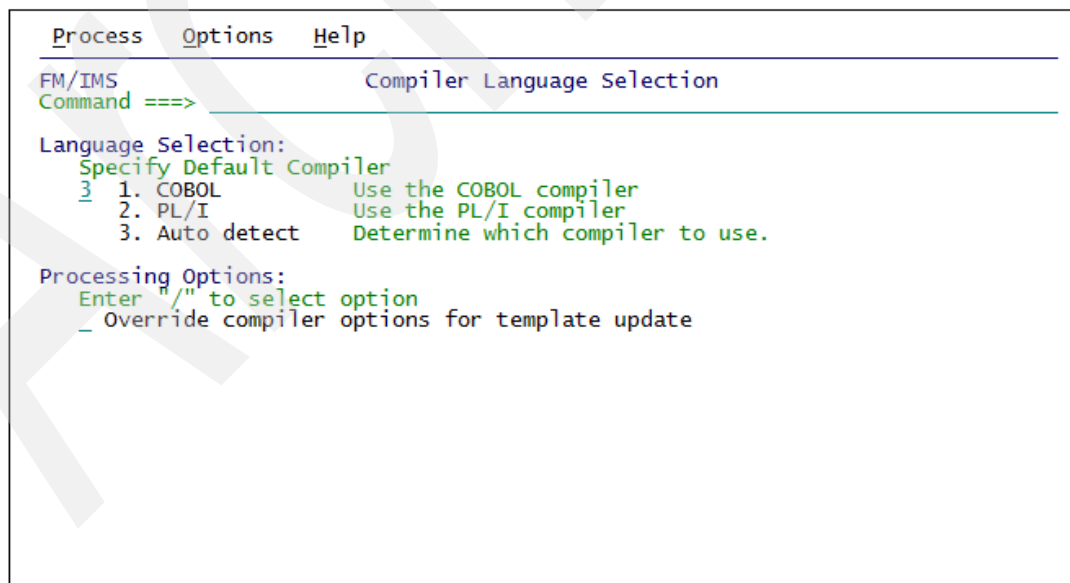 Process Options Help
FM/IMS Compiler Language Selection
Command ===>
Language Selection:
Specify Default Compiler
3 1. COBOL Use the COBOL compiler
2. PL/I Use the PL/I compiler
3. Auto detect Determine which compiler to use.
Processing Options:
Enter "/" to select option
_ Override compiler options for template update